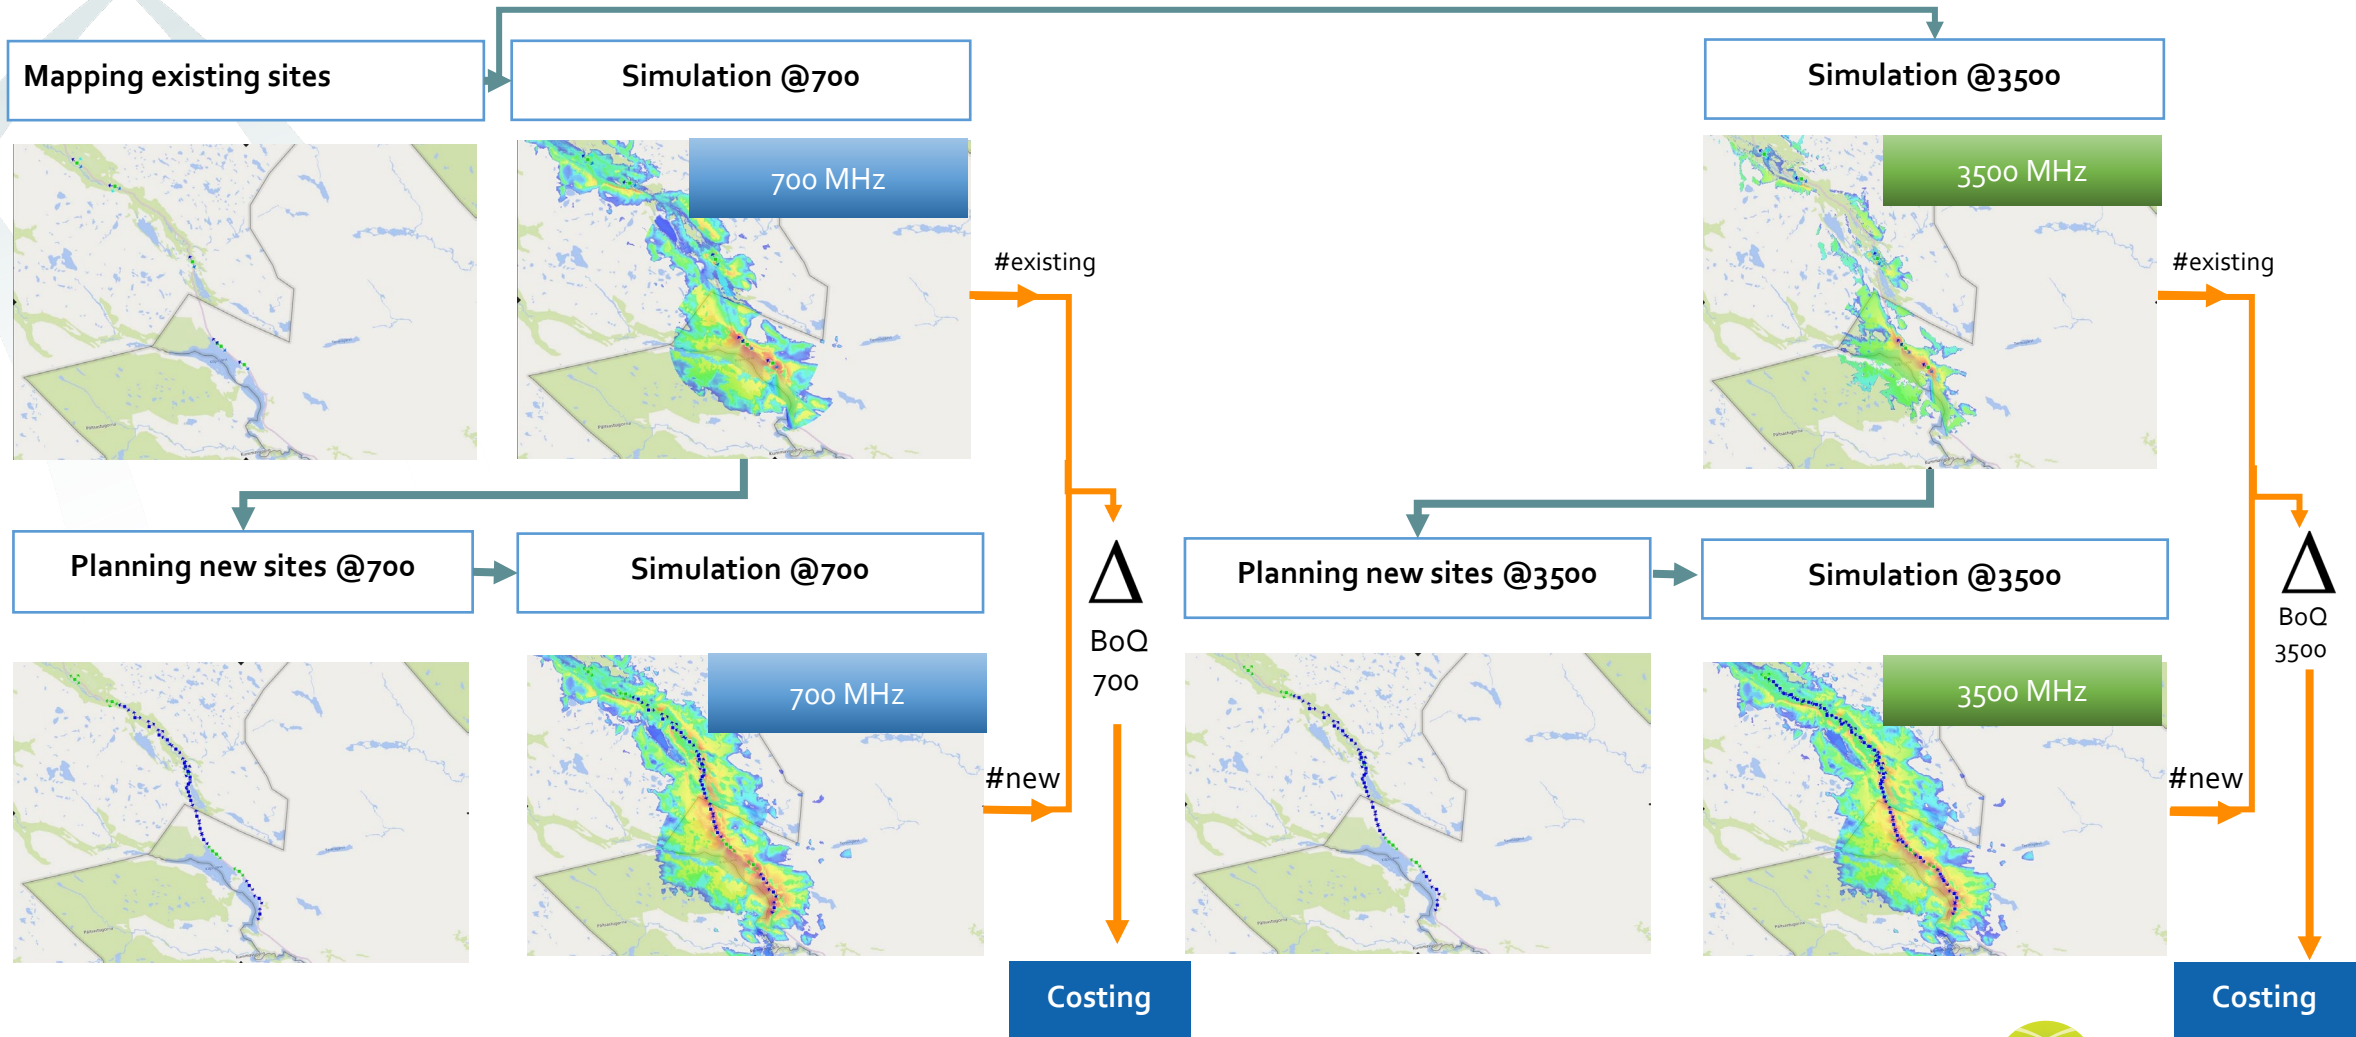 Mapping existing sites
Simulation @700
Simulation @3500
700 MHz
3500 MHz
#existing
#existing
Planning new sites @700
Simulation @700
Δ
BoQ
700
Planning new sites @3500
Simulation @3500
Δ
BoQ
3500
700 MHz
3500 MHz
#new
#new
Costing
Costing